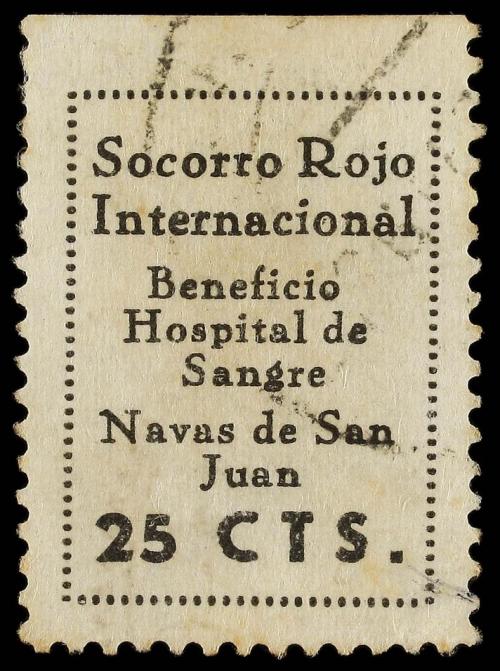 Socorro Rojo
Internacional
Beneficio
Hospital de
Sangre
Navas de San
Juan
25 CTS.